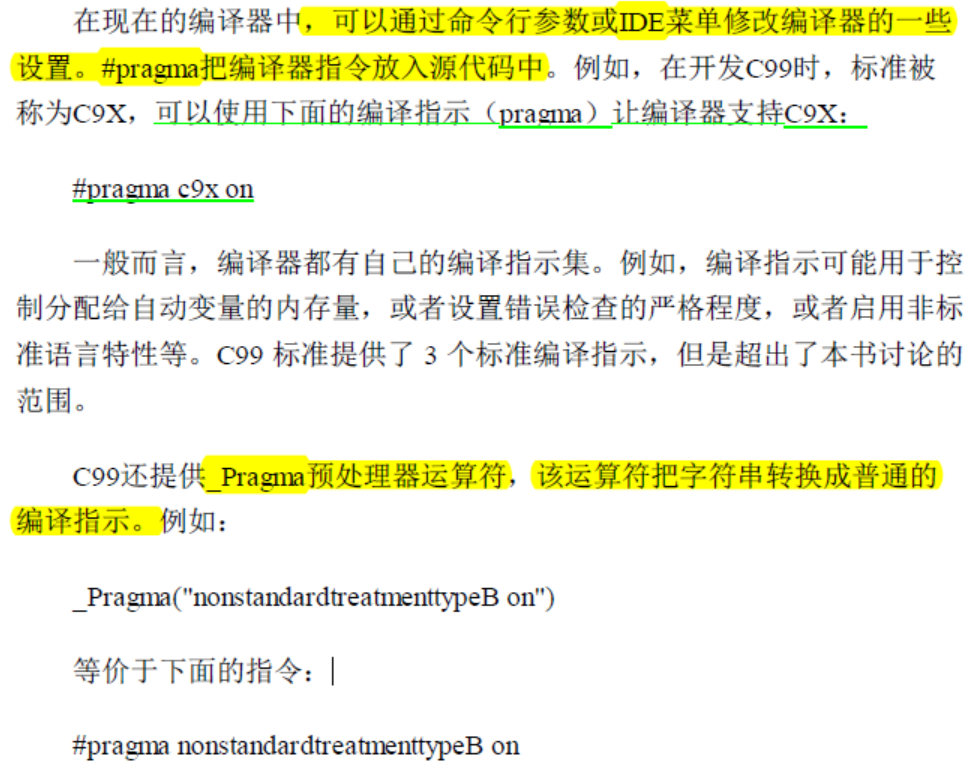 在现在的编译器中，可以通过命令行参数或IDE菜单修改编译器的一些
设置。#pragma把编译器指令放入源代码中。例如，在开发C99时，标准被
称为C9X，可以使用下面的编译指示（pragma）让编译器支持C9X：
#pragma c9x on
一般而言，编译器都有自己的编译指示集。例如，编译指示可能用于控
制分配给自动变量的内存量，或者设置错误检查的严格程度，或者启用非标
准语言特性等。C99 标准提供了 3 个标准编译指示，但是超出了本书讨论的
范围。
C99还提供_Pragma预处理器运算符，该运算符把字符串转换成普通的
编译指示。例如：
_Pragma("nonstandardtreatmenttypeB on")
等价于下面的指令：
#pragma nonstandardtreatmenttypeB on